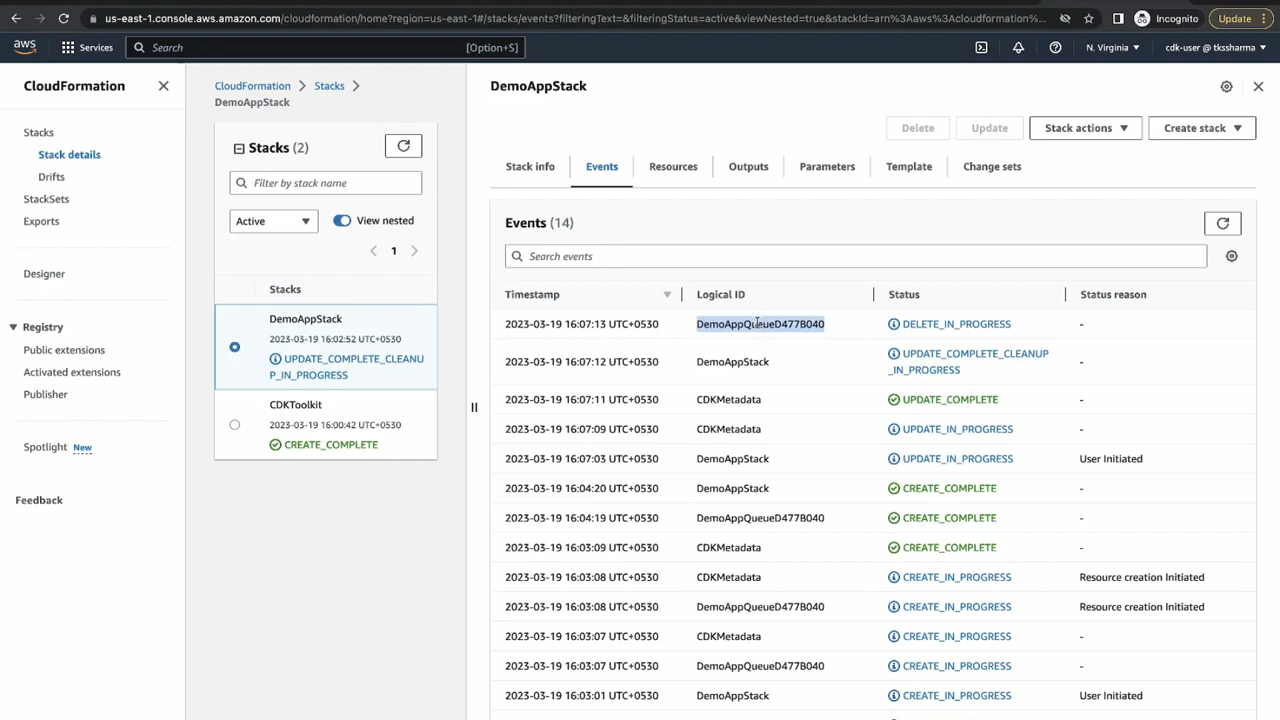 us-east-1.console.aws.amazon.com/cloudformation/home?region=us-east-1#/stacks/events?filteringText=&filteringStatus=active&viewNested=true&stackId=arn%3Aaws%3Acloudformation%...
Incognito
Update
aws
Services
Search
[Option+S]
N. Virginia
cdk-user @ tkssharma
CloudFormation
Stacks
Stack details
Drifts
StackSets
Exports
Designer
Registry
Public extensions
Activated extensions
Publisher
Spotlight New
Feedback
CloudFormation
Stacks
DemoAppStack
Stacks (2)
Filter by stack name
Active
View nested
1
Stacks
DemoAppStack
2023-03-19 16:02:52 UTC+0530
UPDATE_COMPLETE_CLEANU
P_IN_PROGRESS
CDKToolkit
2023-03-19 16:00:42 UTC+0530
CREATE_COMPLETE
DemoAppStack
Delete
Update
Stack actions
Create stack
Stack info
Events
Resources
Outputs
Parameters
Template
Change sets
Events (14)
Search events
Timestamp Logical ID Status Status reason
2023-03-19 16:07:13 UTC+0530 DemoAppQueueD477B040 DELETE_IN_PROGRESS -
2023-03-19 16:07:12 UTC+0530 DemoAppStack UPDATE_COMPLETE_CLEANUP
_IN_PROGRESS -
2023-03-19 16:07:11 UTC+0530 CDKMetadata UPDATE_COMPLETE -
2023-03-19 16:07:09 UTC+0530 CDKMetadata UPDATE_IN_PROGRESS -
2023-03-19 16:07:03 UTC+0530 DemoAppStack UPDATE_IN_PROGRESS User Initiated
2023-03-19 16:04:20 UTC+0530 DemoAppStack CREATE_COMPLETE -
2023-03-19 16:04:19 UTC+0530 DemoAppQueueD477B040 CREATE_COMPLETE -
2023-03-19 16:03:09 UTC+0530 CDKMetadata CREATE_COMPLETE -
2023-03-19 16:03:08 UTC+0530 CDKMetadata CREATE_IN_PROGRESS Resource creation Initiated
2023-03-19 16:03:08 UTC+0530 DemoAppQueueD477B040 CREATE_IN_PROGRESS Resource creation Initiated
2023-03-19 16:03:07 UTC+0530 CDKMetadata CREATE_IN_PROGRESS -
2023-03-19 16:03:07 UTC+0530 DemoAppQueueD477B040 CREATE_IN_PROGRESS -
2023-03-19 16:03:01 UTC+0530 DemoAppStack CREATE_IN_PROGRESS User Initiated